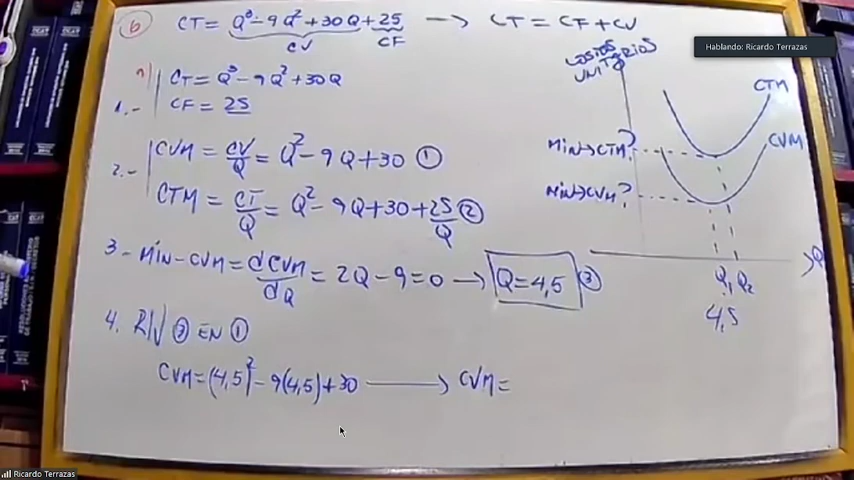 6 CT = Q³ - 9Q² + 30Q + 25 → CT = CF + CV
CV CF
Hablando: Ricardo Terrazas
COSTOS
UNITARIOS
CTM
CVM
MIN→CTM?
MIN→CVM?
Q
Q₁ Q₂
4,5
1.- CT = Q³ - 9Q² + 30Q
CF = 25
2.- CVM = CV/Q = Q² - 9Q + 30 ①
CTM = CT/Q = Q² - 9Q + 30 + 25/Q ②
3- MIN-CVM = dCVM/dQ = 2Q - 9 = 0 → Q = 4,5 ③
4. ③ EN ①
CVM = (4,5)² - 9(4,5) + 30 → CVM =
Ricardo Terrazas